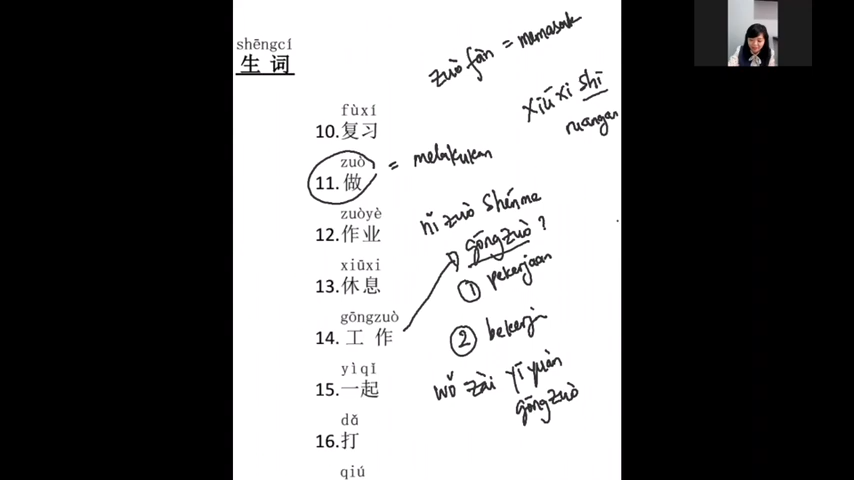 shēngcí
生 词
zuò fàn = memasak
xiūxi shì
ruangan
fùxí
10. 复习
zuò
11. 做
= melakukan
zuòyè
12. 作业
nǐ zuò shénme
gōngzuò ?
① pekerjaan
xiūxi
13. 休息
gōngzuò
14. 工 作
② bekerja
yìqǐ
15. 一起
wǒ zài yīyuàn
gōngzuò
dǎ
16. 打
qiú